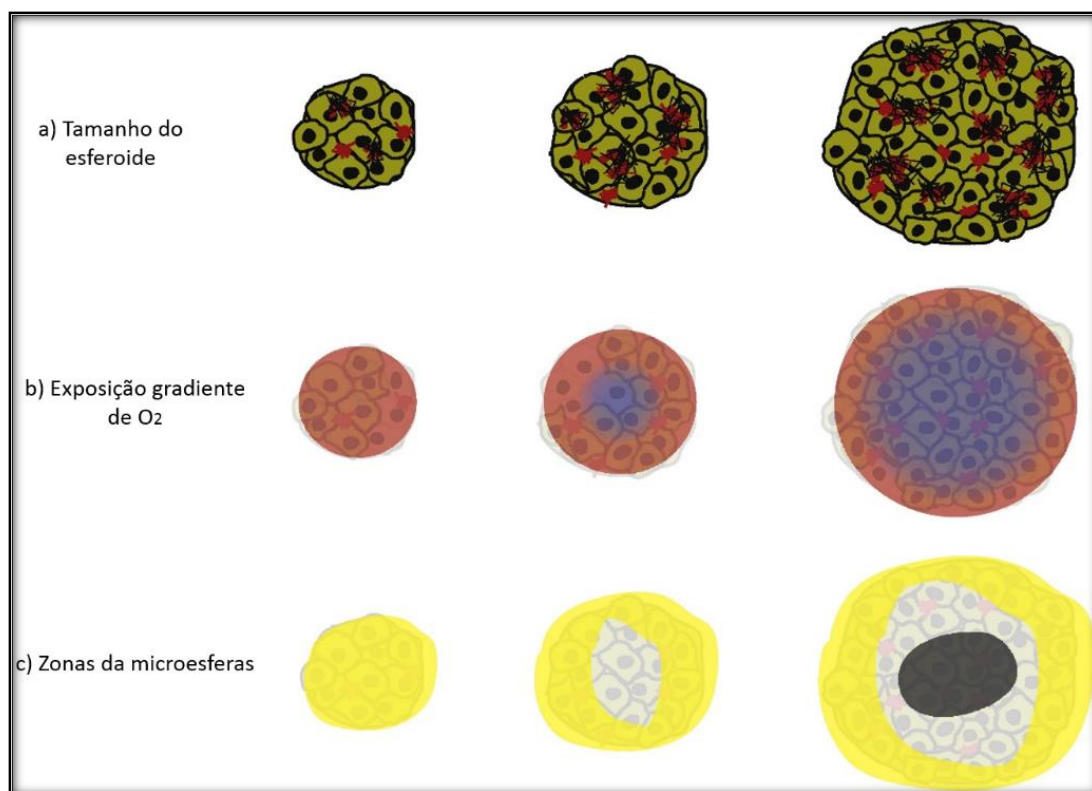 a) Tamanho do
esferoide
b) Exposição gradiente
de O2
c) Zonas da microesferas